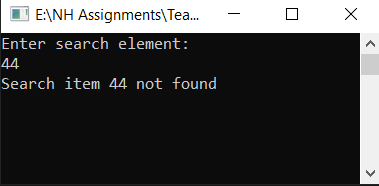 E:\NH Assignments\Tea...
Enter search element:
44
Search item 44 not found